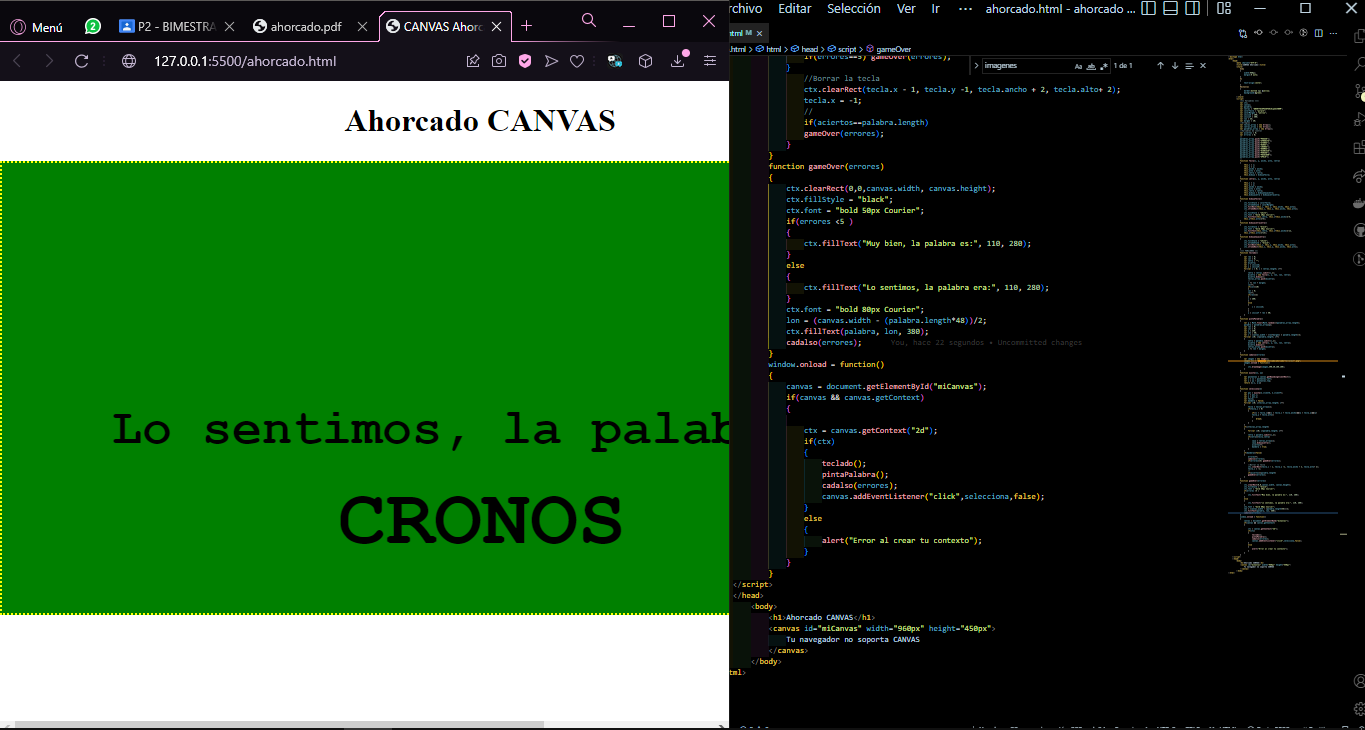 Menú
P2 - BIMESTRA
ahorcado.pdf
CANVAS Ahorc
127.0.0.1:5500/ahorcado.html
Ahorcado CANVAS
Lo sentimos, la palab
CRONOS
rchivo Editar Selección Ver Ir ··· ahorcado.html - ahorcado ...
html M
.html > html > head > script > gameOver
imagenes
1 de 1
if(errores==5) gameOver(errores);
}
//Borrar la tecla
ctx.clearRect(tecla.x - 1, tecla.y -1, tecla.ancho + 2, tecla.alto+ 2);
tecla.x = -1;
//
if(aciertos==palabra.length)
gameOver(errores);
}
}
function gameOver(errores)
{
ctx.clearRect(0,0,canvas.width, canvas.height);
ctx.fillStyle = "black";
ctx.font = "bold 50px Courier";
if(errores <5 )
{
ctx.fillText("Muy bien, la palabra es:", 110, 280);
}
else
{
ctx.fillText("Lo sentimos, la palabra era:", 110, 280);
}
ctx.font = "bold 80px Courier";
lon = (canvas.width - (palabra.length*48))/2;
ctx.fillText(palabra, lon, 380);
cadalso(errores); You, hace 22 segundos • Uncommitted changes
}
window.onload = function()
{
canvas = document.getElementById("miCanvas");
if(canvas && canvas.getContext)
{
ctx = canvas.getContext("2d");
if(ctx)
{
teclado();
pintaPalabra();
cadalso(errores);
canvas.addEventListener("click",selecciona,false);
}
else
{
alert("Error al crear tu contexto");
}
}
}
</script>
</head>
<body>
<h1>Ahorcado CANVAS</h1>
<canvas id="miCanvas" width="960px" height="450px">
Tu navegador no soporta CANVAS
</canvas>
</body>
tml>